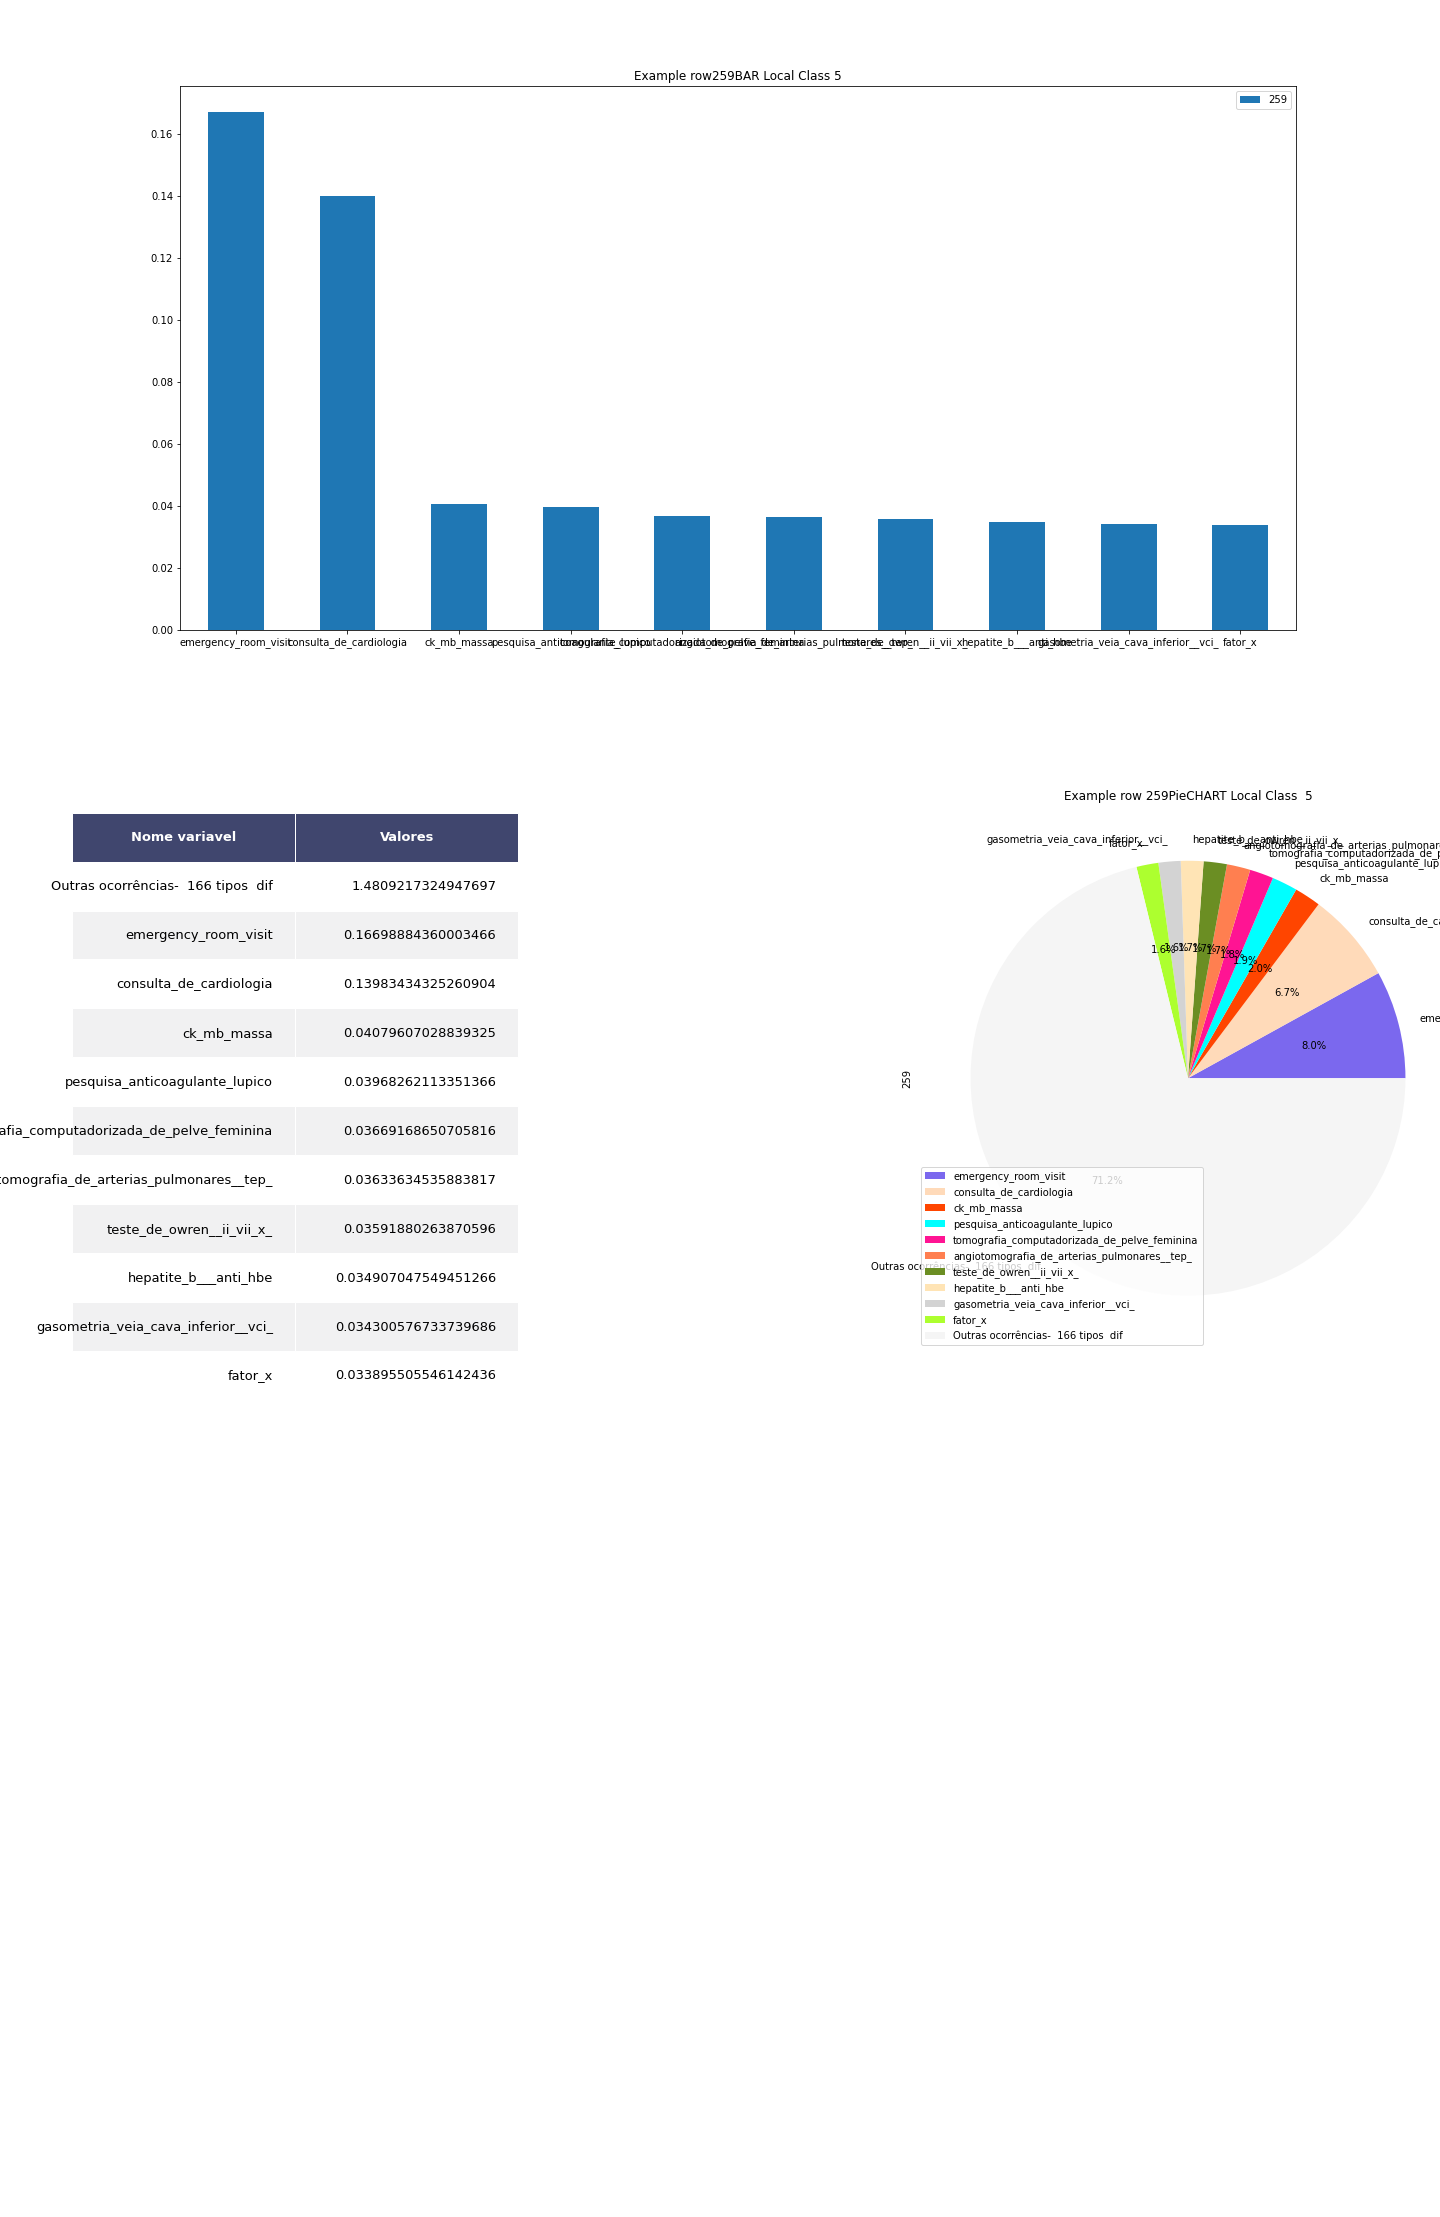 Example row259BAR Local Class 5
259
0.16
0.14
0.12
0.10
0.08
0.06
0.04
0.02
0.00
emergency_room_visit
consulta_de_cardiologia
ck_mb_massa
pesquisa_anticoagulante_lupico
tomografia_computadorizada_de_pelve_feminina
angiotomografia_de_arterias_pulmonares__tep_
teste_de_owren__ii_vii_x_
hepatite_b___anti_hbe
gasometria_veia_cava_inferior__vci_
fator_x
Nome variavel Valores
Outras ocorrências-  166 tipos  dif 1.4809217324947697
emergency_room_visit 0.16698884360003466
consulta_de_cardiologia 0.13983434325260904
ck_mb_massa 0.04079607028839325
pesquisa_anticoagulante_lupico 0.03968262113351366
afia_computadorizada_de_pelve_feminina 0.03669168650705816
tomografia_de_arterias_pulmonares__tep_ 0.03633634535883817
teste_de_owren__ii_vii_x_ 0.03591880263870596
hepatite_b___anti_hbe 0.034907047549451266
gasometria_veia_cava_inferior__vci_ 0.034300576733739686
fator_x 0.033895505546142436
Example row 259PieCHART Local Class  5
gasometria_veia_cava_inferior__vci_
fator_x
hepatite_b___anti_hbe
teste_de_owren__ii_vii_x_
angiotomografia_de_arterias_pulmonar
tomografia_computadorizada_de_p
pesquisa_anticoagulante_lup
ck_mb_massa
consulta_de_ca
eme
1.6%
1.6%
1.7%
1.7%
1.7%
1.8%
1.9%
2.0%
6.7%
8.0%
259
71.2%
Outras ocorrências-  166 tipos  dif
emergency_room_visit
consulta_de_cardiologia
ck_mb_massa
pesquisa_anticoagulante_lupico
tomografia_computadorizada_de_pelve_feminina
angiotomografia_de_arterias_pulmonares__tep_
teste_de_owren__ii_vii_x_
hepatite_b___anti_hbe
gasometria_veia_cava_inferior__vci_
fator_x
Outras ocorrências-  166 tipos  dif